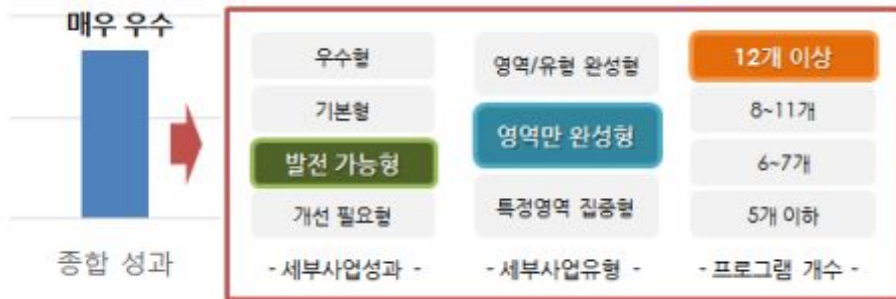 매우 우수
종합 성과
우수형
기본형
발전 가능형
개선 필요형
- 세부사업성과 -
영역/유형 완성형
영역만 완성형
특정영역 집중형
- 세부사업유형 -
12개 이상
8~11개
6~7개
5개 이하
- 프로그램 개수 -